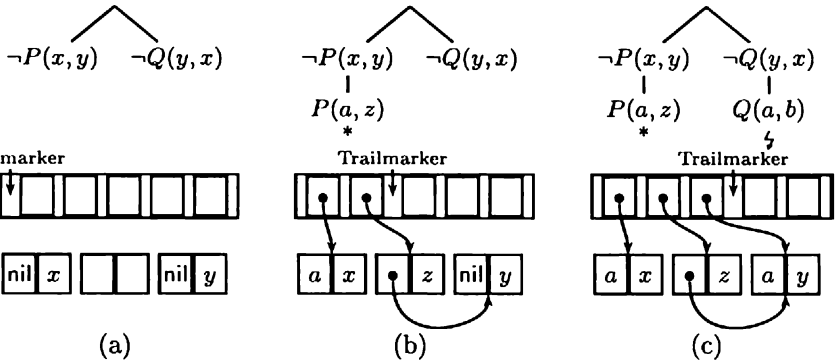 ¬P(x, y) ¬Q(y, x) ¬P(x, y) ¬Q(y, x) ¬P(x, y) ¬Q(y, x)
P(a, z) P(a, z) Q(a, b)
* *
marker Trailmarker Trailmarker
nil x nil y a x z nil y a x z a y
(a) (b) (c)